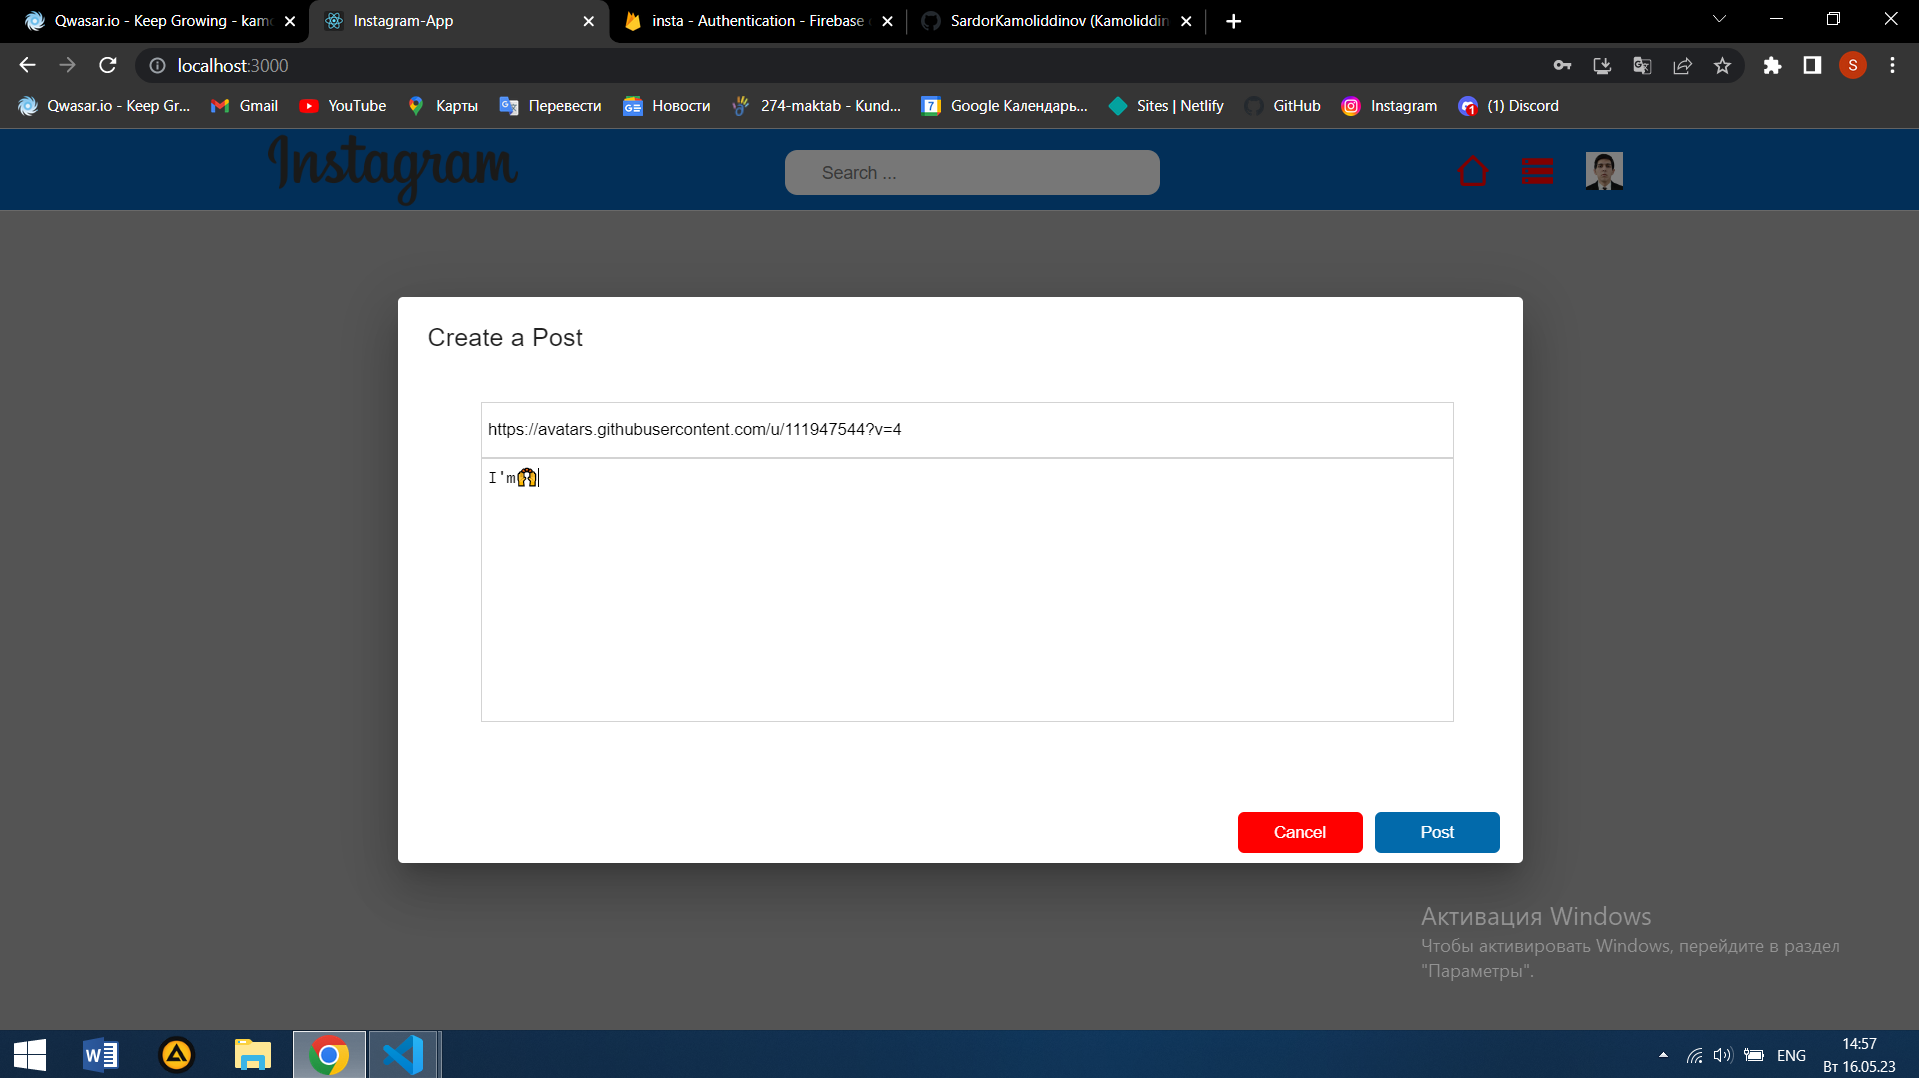 Qwasar.io - Keep Growing - kamo
Instagram-App
insta - Authentication - Firebase c
SardorKamoliddinov (Kamoliddin
localhost:3000
S
Qwasar.io - Keep Gr...
Gmail
YouTube
Карты
Перевести
Новости
274-maktab - Kund...
7
Google Календарь...
Sites | Netlify
GitHub
Instagram
1
(1) Discord
Instagram
Search ...
Create a Post
https://avatars.githubusercontent.com/u/111947544?v=4
I'm🙌
Cancel
Post
Активация Windows
Чтобы активировать Windows, перейдите в раздел
"Параметры".
ENG
14:57
Вт 16.05.23